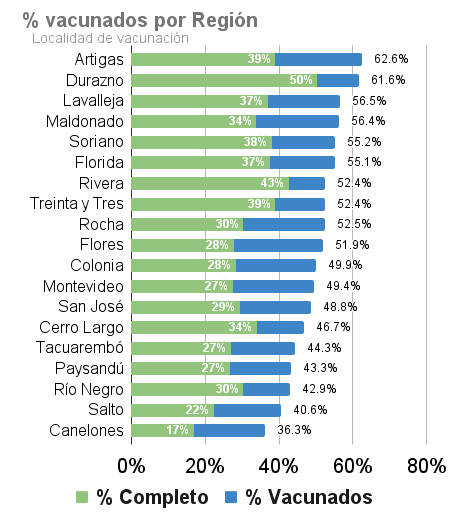 % vacunados por Región
Localidad de vacunación
Artigas 39% 62.6%
Durazno 50% 61.6%
Lavalleja 37% 56.5%
Maldonado 34% 56.4%
Soriano 38% 55.2%
Florida 37% 55.1%
Rivera 43% 52.4%
Treinta y Tres 39% 52.4%
Rocha 30% 52.5%
Flores 28% 51.9%
Colonia 28% 49.9%
Montevideo 27% 49.4%
San José 29% 48.8%
Cerro Largo 34% 46.7%
Tacuarembó 27% 44.3%
Paysandú 27% 43.3%
Río Negro 30% 42.9%
Salto 22% 40.6%
Canelones 17% 36.3%
0% 20% 40% 60% 80%
% Completo % Vacunados